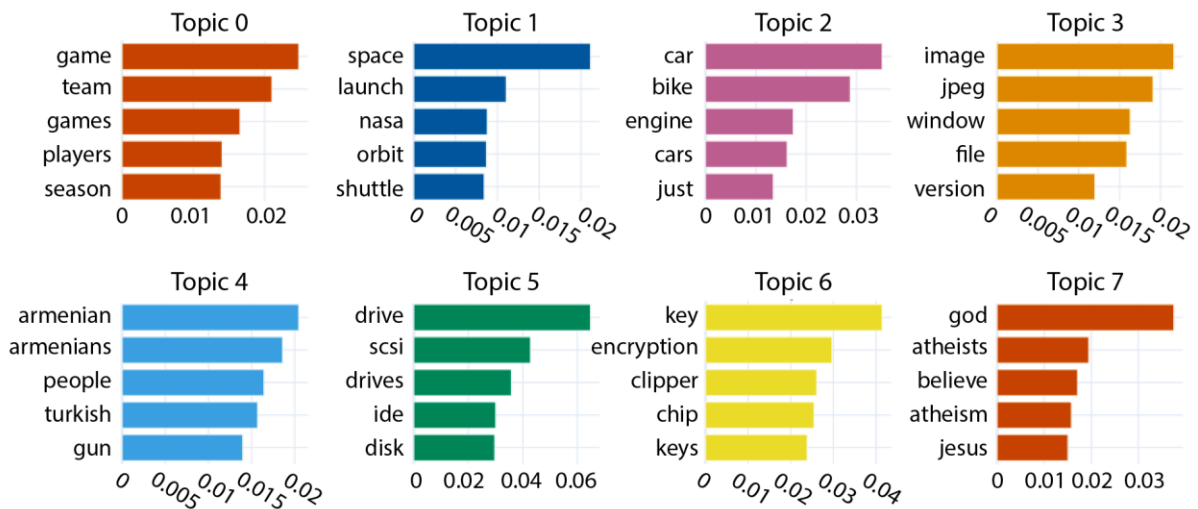 Topic 0
Topic 1
Topic 2
Topic 3
game
team
games
players
season
0 0.01 0.02
space
launch
nasa
orbit
shuttle
0 0.005 0.01 0.015 0.02
car
bike
engine
cars
just
0 0.01 0.02 0.03
image
jpeg
window
file
version
0 0.005 0.01 0.015 0.02
Topic 4
Topic 5
Topic 6
Topic 7
armenian
armenians
people
turkish
gun
0 0.005 0.01 0.015 0.02
drive
scsi
drives
ide
disk
0 0.02 0.04 0.06
key
encryption
clipper
chip
keys
0 0.01 0.02 0.03 0.04
god
atheists
believe
atheism
jesus
0 0.01 0.02 0.03